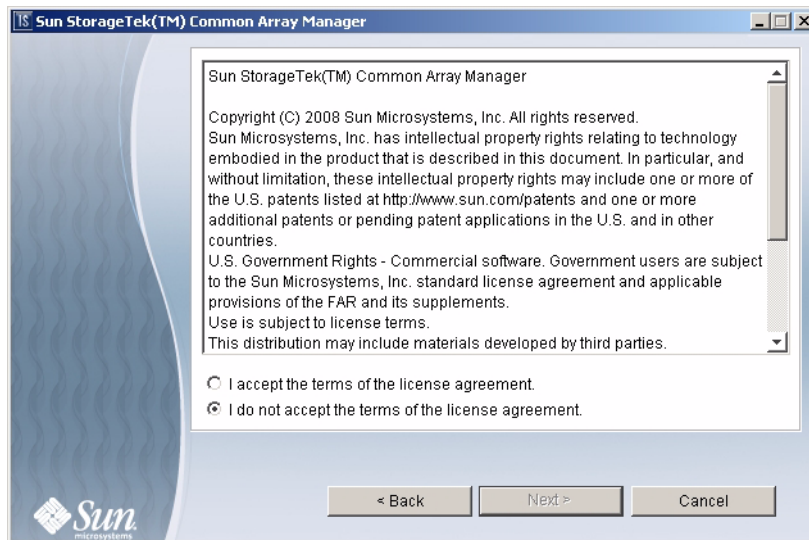 Sun StorageTek(TM) Common Array Manager
Sun StorageTek(TM) Common Array Manager
Copyright (C) 2008 Sun Microsystems, Inc. All rights reserved.
Sun Microsystems, Inc. has intellectual property rights relating to technology
embodied in the product that is described in this document. In particular, and
without limitation, these intellectual property rights may include one or more of
the U.S. patents listed at http://www.sun.com/patents and one or more
additional patents or pending patent applications in the U.S. and in other
countries.
U.S. Government Rights - Commercial software. Government users are subject
to the Sun Microsystems, Inc. standard license agreement and applicable
provisions of the FAR and its supplements.
Use is subject to license terms.
This distribution may include materials developed by third parties.
I accept the terms of the license agreement.
I do not accept the terms of the license agreement.
< Back
Next >
Cancel
Sun
microsystems